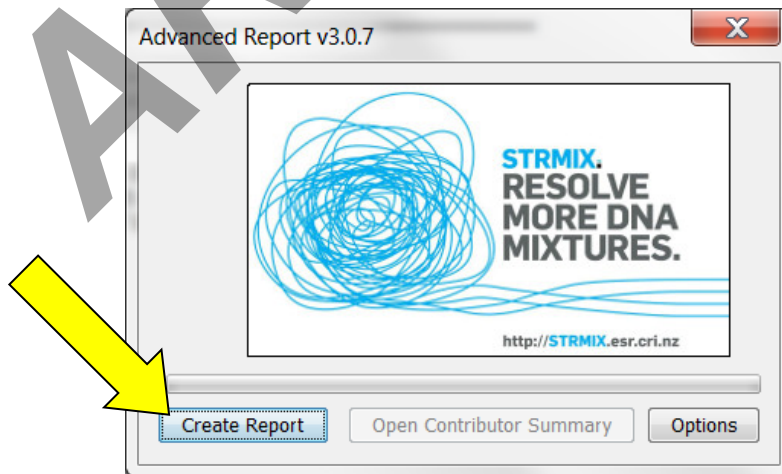 Advanced Report v3.0.7
STRMIX.
RESOLVE
MORE DNA
MIXTURES.
http://STRMIX.esr.cri.nz
Create Report
Open Contributor Summary
Options